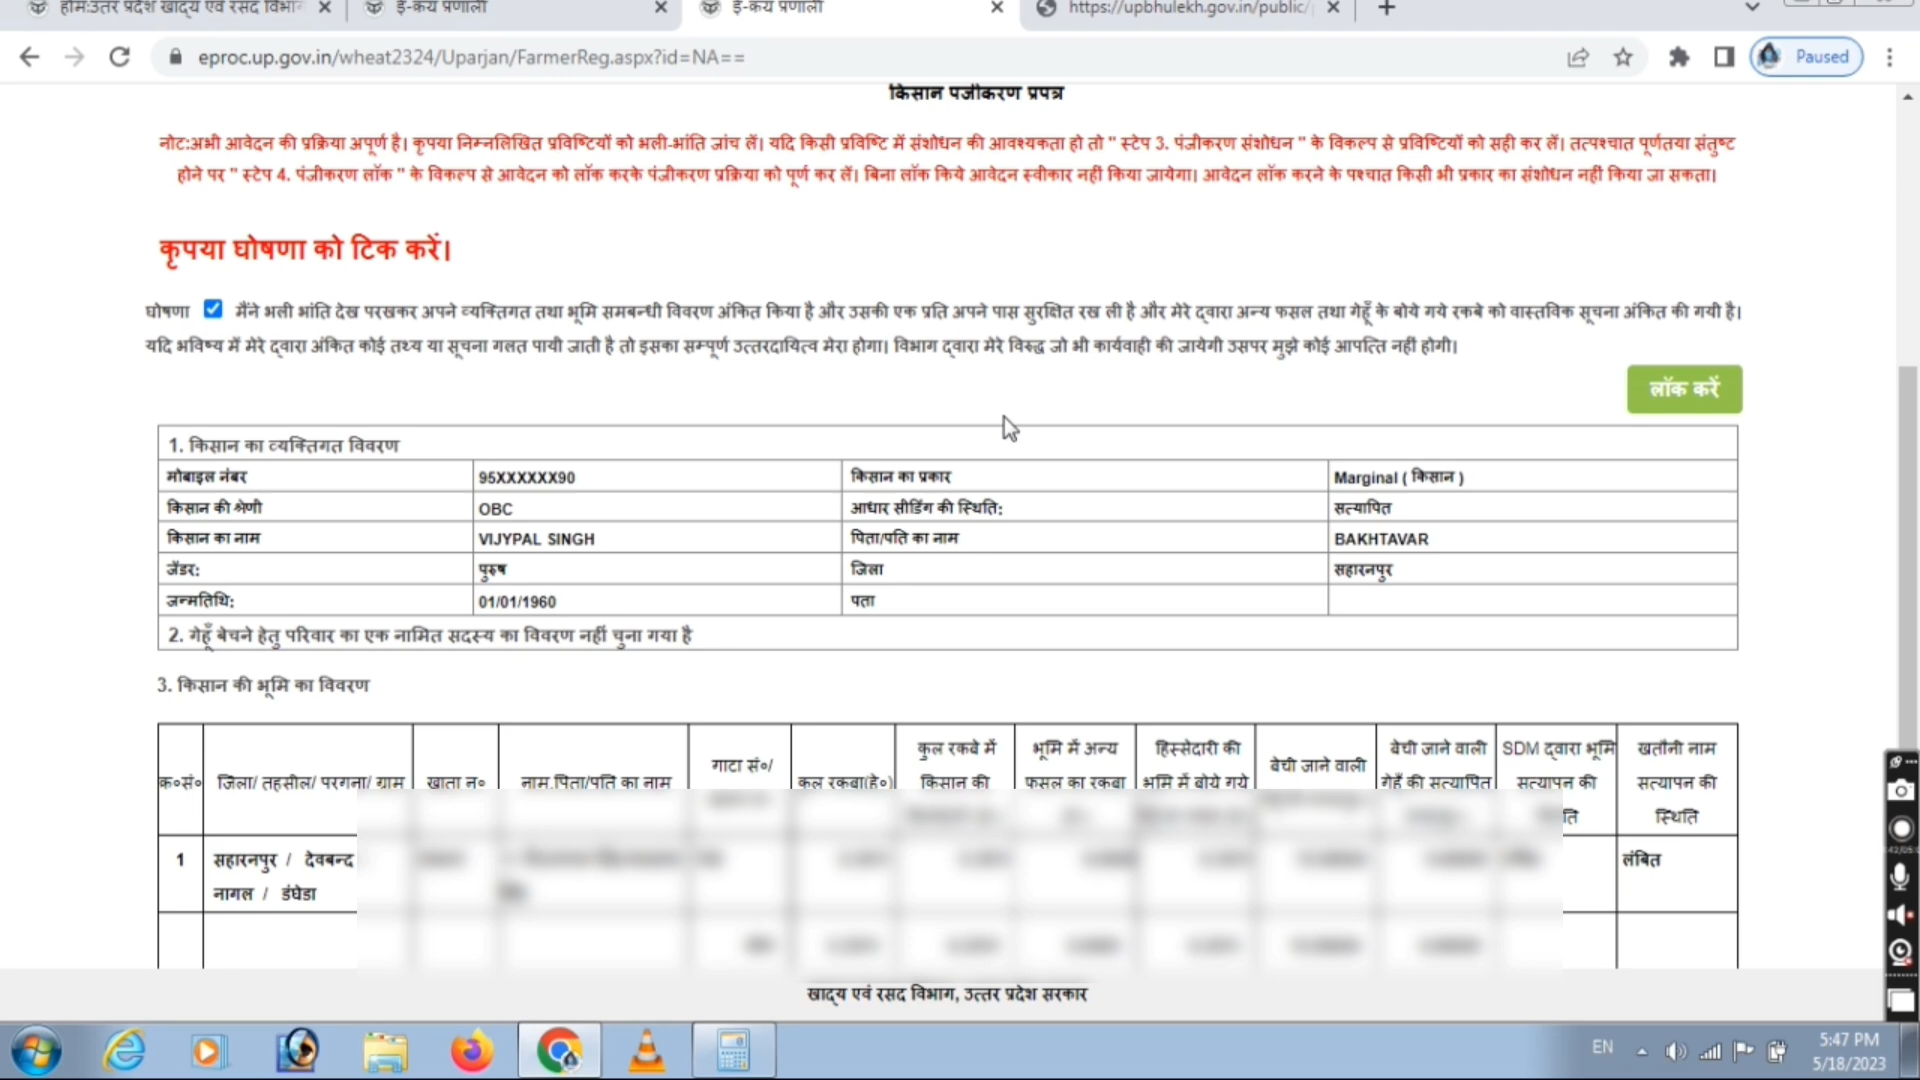 होम:उतर प्रदेश खाद्य एवं रसद विभाग
ई-क्रय प्रणाली
ई-क्रय प्रणाली
https://upbhulekh.gov.in/public/
eproc.up.gov.in/wheat2324/Uparjan/FarmerReg.aspx?id=NA==
Paused
किसान पंजीकरण प्रपत्र
नोट:अभी आवेदन की प्रक्रिया अपूर्ण है। कृपया निम्नलिखित प्रविष्टियों को भली-भांति जांच लें। यदि किसी प्रविष्टि में संशोधन की आवश्यकता हो तो " स्टेप 3. पंजीकरण संशोधन " के विकल्प से प्रविष्टियों को सही कर लें। तत्पश्चात पूर्णतया संतुष्ट
होने पर " स्टेप 4. पंजीकरण लॉक " के विकल्प से आवेदन को लॉक करके पंजीकरण प्रक्रिया को पूर्ण कर लें। बिना लॉक किये आवेदन स्वीकार नहीं किया जायेगा। आवेदन लॉक करने के पश्चात किसी भी प्रकार का संशोधन नहीं किया जा सकता।
कृपया घोषणा को टिक करें।
घोषणा मैंने भली भांति देख परखकर अपने व्यक्तिगत तथा भूमि समबन्धी विवरण अंकित किया है और उसकी एक प्रति अपने पास सुरक्षित रख ली है और मेरे द्वारा अन्य फसल तथा गेहूँ के बोये गये रकबे को वास्तविक सूचना अंकित की गयी है।
यदि भविष्य में मेरे द्वारा अंकित कोई तथ्य या सूचना गलत पायी जाती है तो इसका सम्पूर्ण उत्तरदायित्व मेरा होगा। विभाग द्वारा मेरे विरुद्ध जो भी कार्यवाही की जायेगी उसपर मुझे कोई आपत्ति नहीं होगी।
लॉक करें
1. किसान का व्यक्तिगत विवरण
मोबाइल नंबर 95XXXXXX90 किसान का प्रकार Marginal ( किसान )
किसान की श्रेणी OBC आधार सीडिंग की स्थिति: सत्यापित
किसान का नाम VIJYPAL SINGH पिता/पति का नाम BAKHTAVAR
जेंडर: पुरुष जिला सहारनपुर
जन्मतिथि: 01/01/1960 पता
2. गेहूँ बेचने हेतु परिवार का एक नामित सदस्य का विवरण नहीं चुना गया है
3. किसान की भूमि का विवरण
कुल रकबे में भूमि में अन्य हिस्सेदारी की बेची जाने वाली SDM द्वारा भूमि खतौनी नाम
गाटा सं०/ बेची जाने वाली
क०सं० जिला/ तहसील/ परगना/ ग्राम खाता न० नाम,पिता/पति का नाम कुल रकबा(हे०) किसान की फसल का रकबा भूमि में बोये गये गेहूँ की सत्यापित सत्यापन की सत्यापन की
ति स्थिति
1 सहारनपुर / देवबन्द लंबित
नागल / डंघेडा
खाद्य एवं रसद विभाग, उत्तर प्रदेश सरकार
EN
5:47 PM
5/18/2023